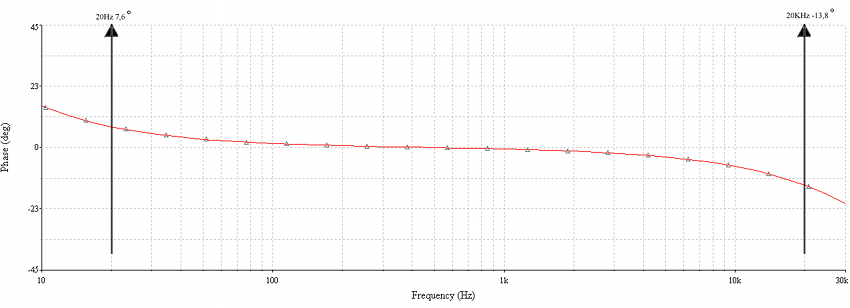 20Hz 7,6°
20KHz -13,8°
45
23
0
-23
-45
Phase (deg)
10
100
1k
10k
30k
Frequency (Hz)